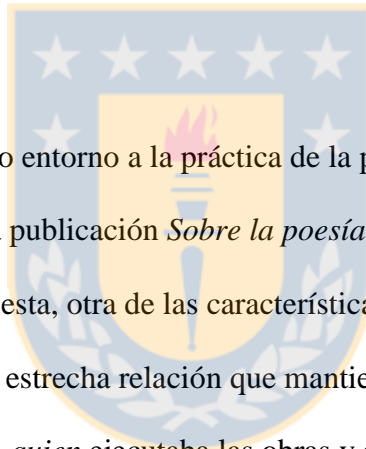 o entorno a la práctica de la p
publicación Sobre la poesía
esta, otra de las característica
estrecha relación que mantie
quien ejecutaba las obras y